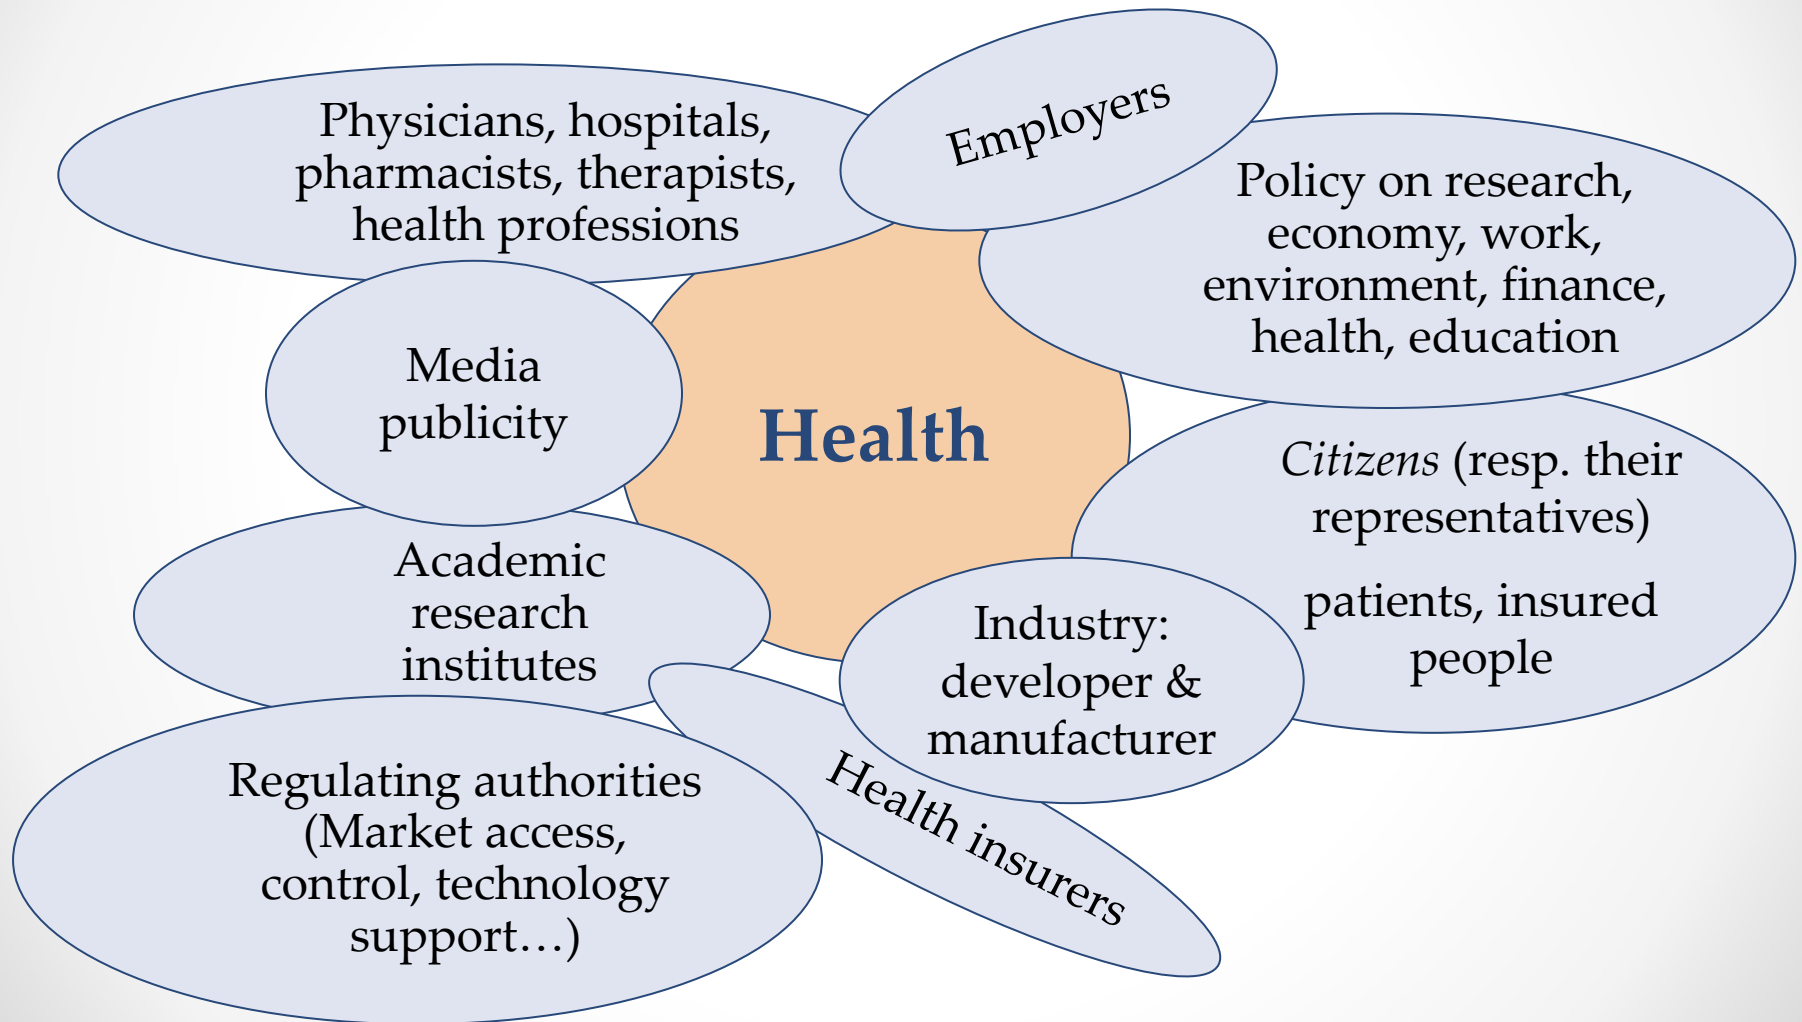 Physicians, hospitals,
pharmacists, therapists,
health professions
Employers
Policy on research,
economy, work,
environment, finance,
health, education
Media
publicity
Health
Citizens (resp. their
representatives)
patients, insured
people
Academic
research
institutes
Industry:
developer &
manufacturer
Health insurers
Regulating authorities
(Market access,
control, technology
support…)